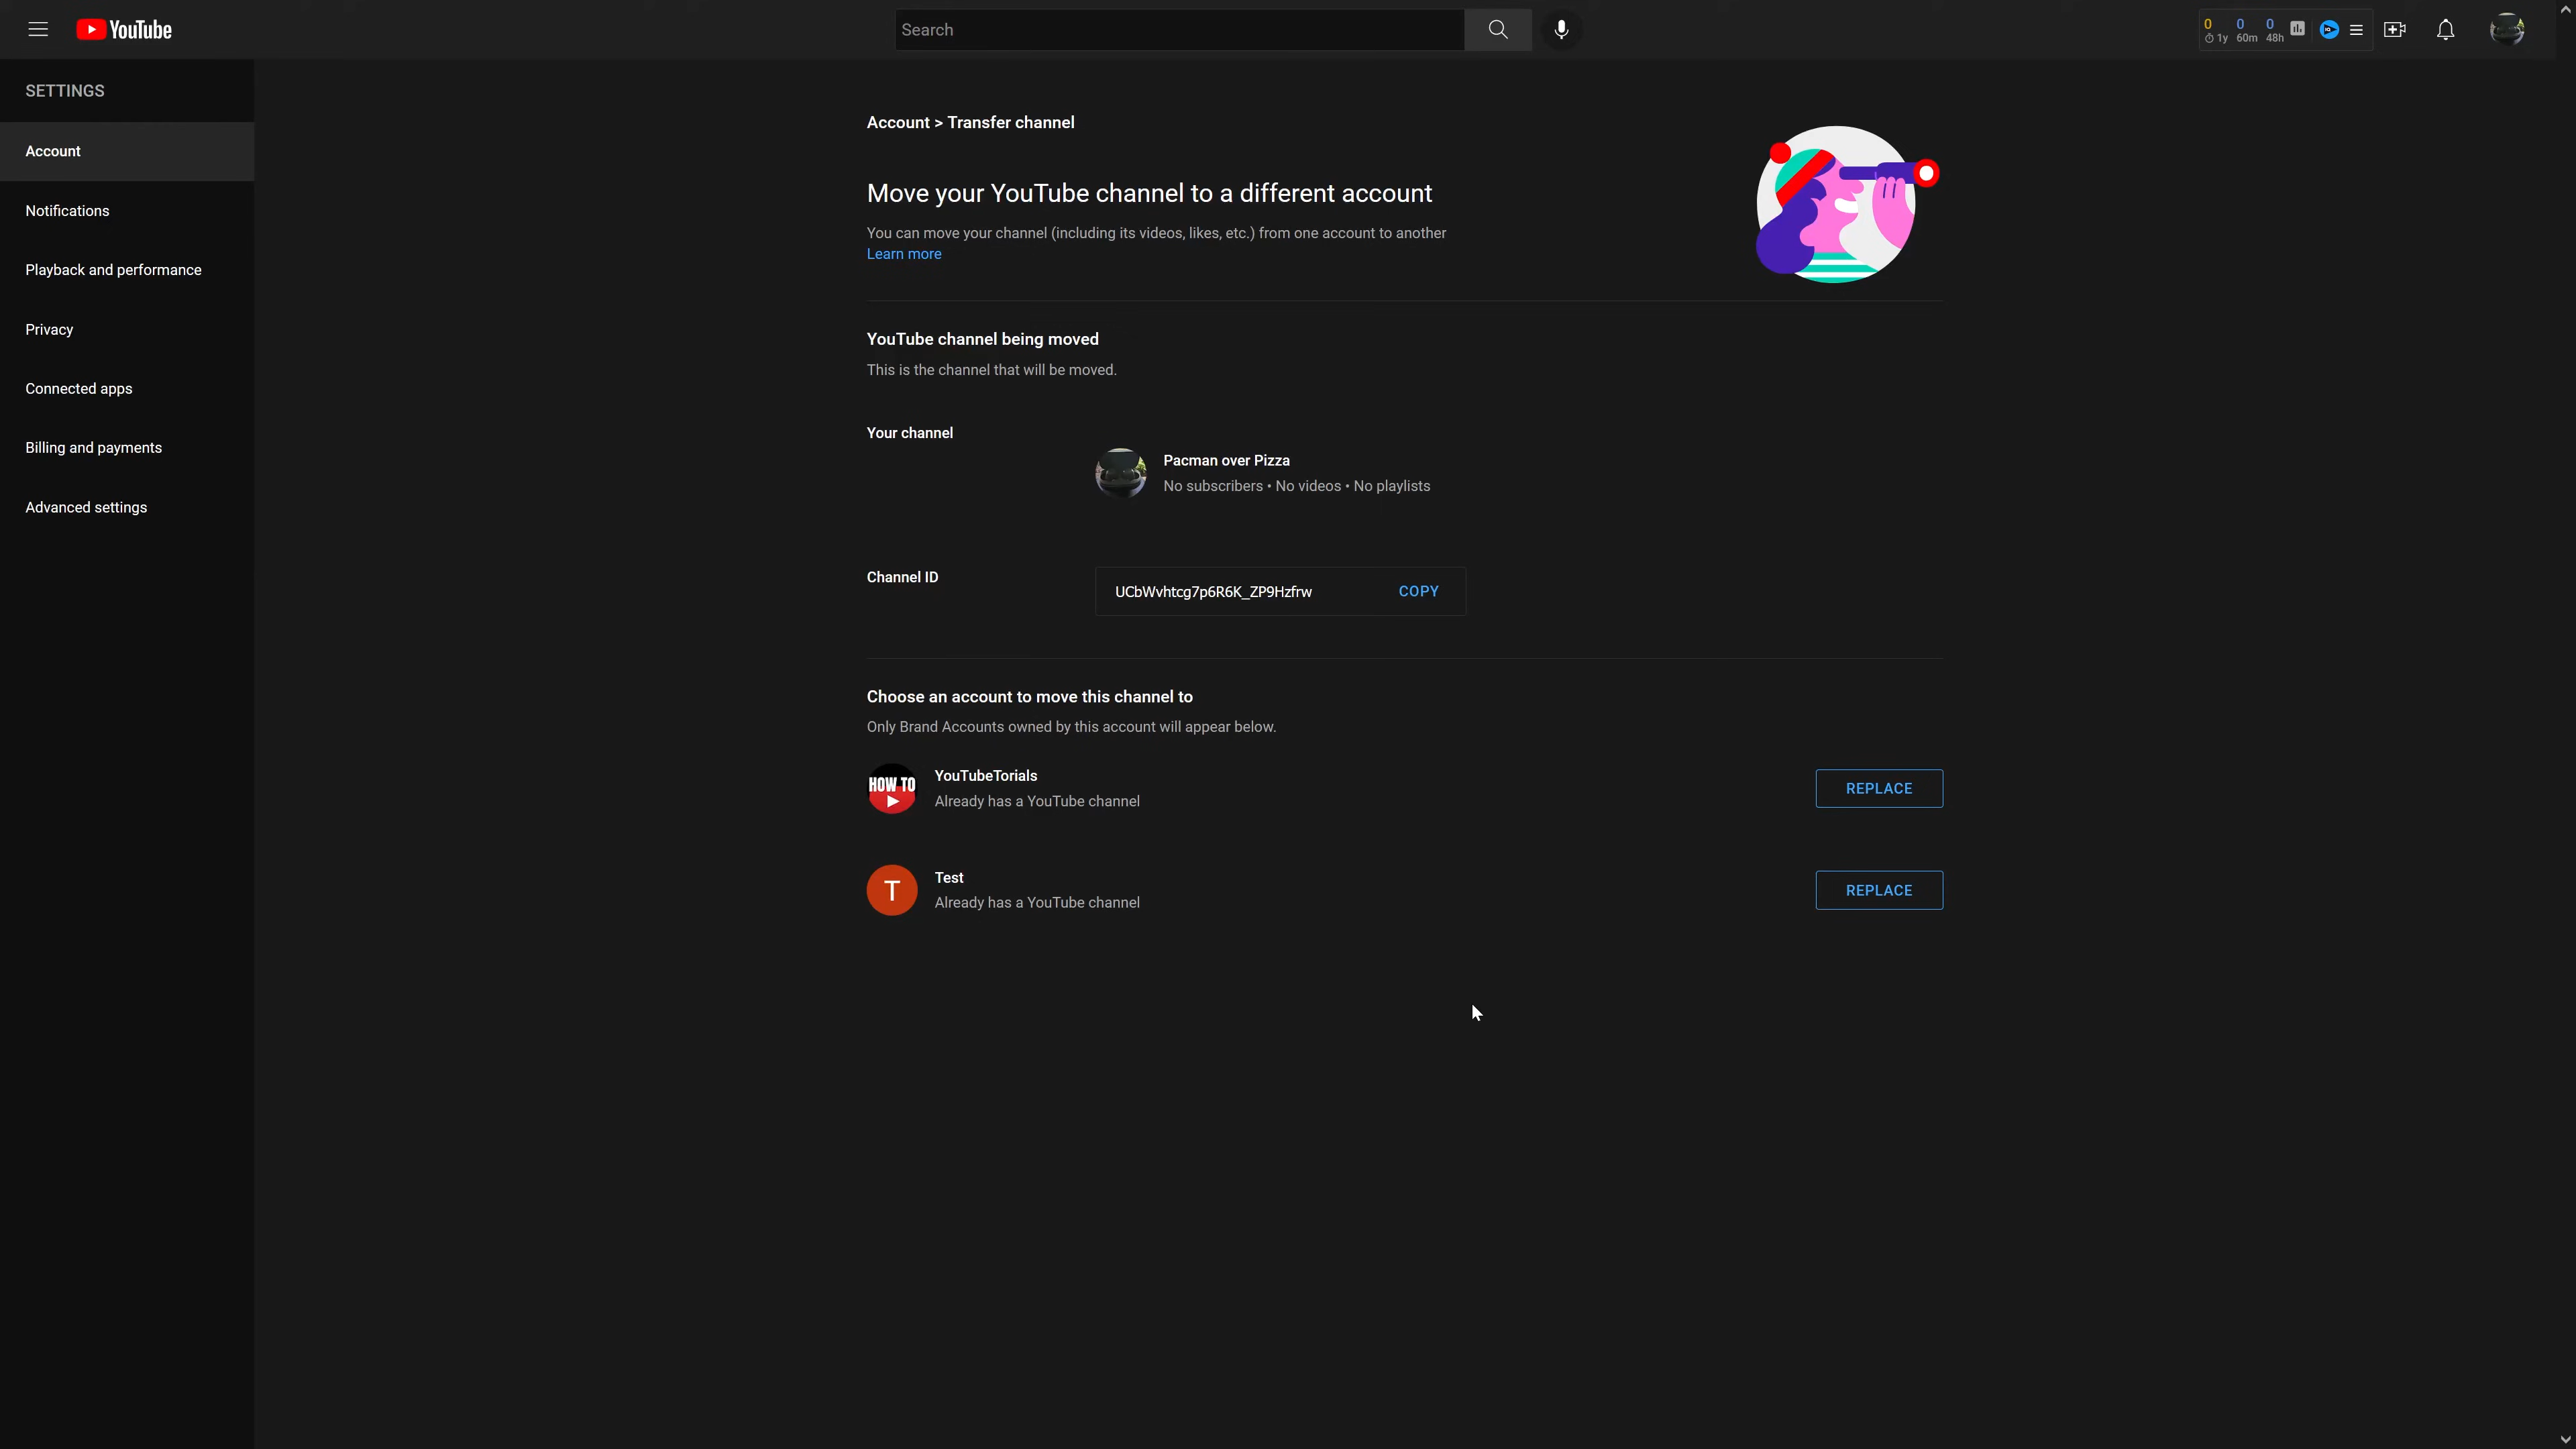 YouTube
Search
0 0 0
1y 60m 48h
SETTINGS
Account
Notifications
Playback and performance
Privacy
Connected apps
Billing and payments
Advanced settings
Account > Transfer channel
Move your YouTube channel to a different account
You can move your channel (including its videos, likes, etc.) from one account to another
Learn more
YouTube channel being moved
This is the channel that will be moved.
Your channel
Pacman over Pizza
No subscribers • No videos • No playlists
Channel ID
UCbWvhtcg7p6R6K_ZP9Hzfrw
COPY
Choose an account to move this channel to
Only Brand Accounts owned by this account will appear below.
HOW TO
YouTubeTorials
Already has a YouTube channel
REPLACE
T
Test
Already has a YouTube channel
REPLACE